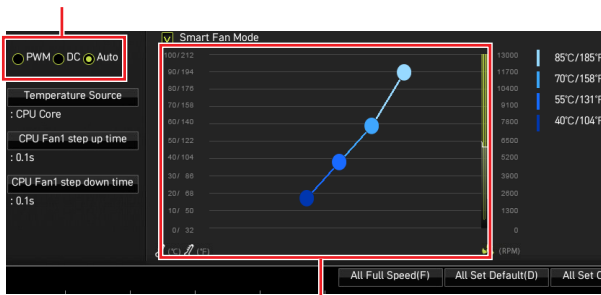 Smart Fan Mode
PWM DC Auto
100/212 13000 85°C/185°F
90/194 11700
80/176 10400 70°C/158°F
Temperature Source
70/158 9100 55°C/131°F
: CPU Core
60/140 7800 40°C/104°F
CPU Fan1 step up time
50/122 6500
: 0.1s
40/104 5200
30/ 86 3900
CPU Fan1 step down time
20/ 68 2600
: 0.1s
10/ 50 1300
0/ 32 0
(°C) (°F) (RPM)
All Full Speed(F) All Set Default(D) All Set